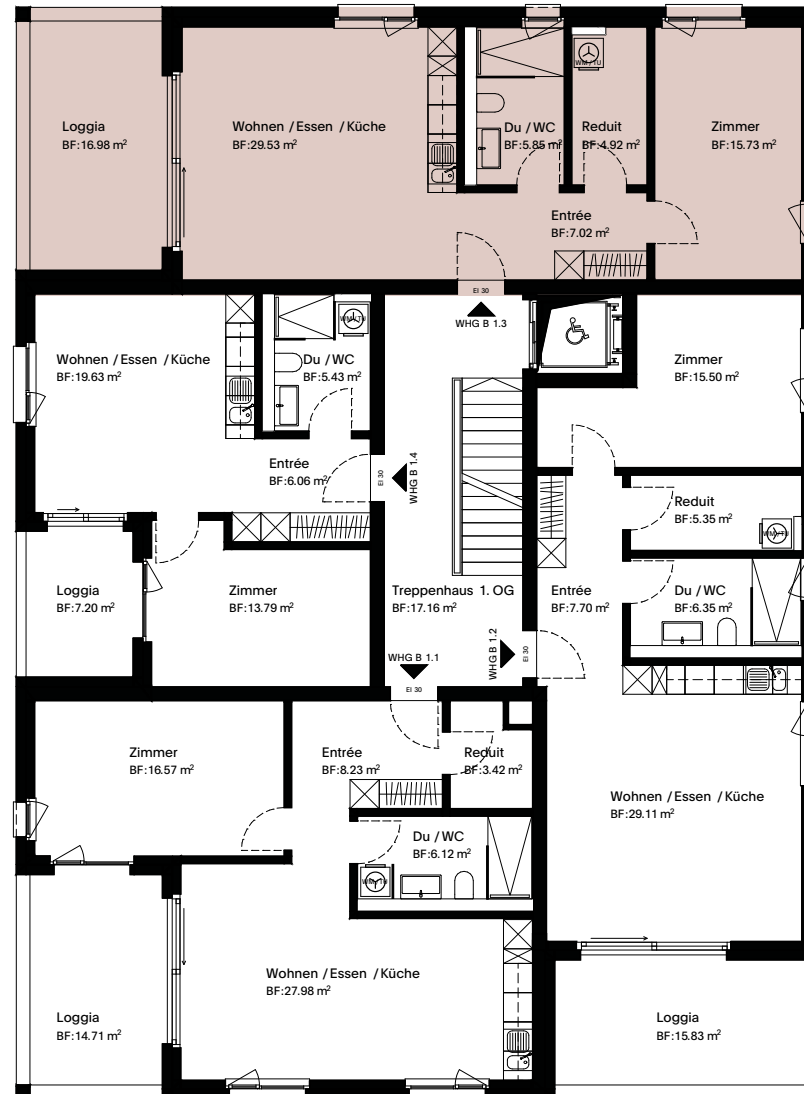 Loggia
BF:16.98 m²
Wohnen / Essen / Küche
BF:29.53 m²
Du / WC
BF:5.85 m²
WM / TU
Reduit
BF:4.92 m²
Zimmer
BF:15.73 m²
Entrée
BF:7.02 m²
EI 30
WHG B 1.3
Wohnen / Essen / Küche
BF:19.63 m²
WM / TU
Du / WC
BF:5.43 m²
Zimmer
BF:15.50 m²
Entrée
BF:6.06 m²
EI 30
WHG B 1.4
Reduit
BF:5.35 m²
WM / TU
Loggia
BF:7.20 m²
Zimmer
BF:13.79 m²
Treppenhaus 1. OG
BF:17.16 m²
Entrée
BF:7.70 m²
Du / WC
BF:6.35 m²
WHG B 1.1
EI 30
WHG B 1.2
EI 30
Zimmer
BF:16.57 m²
Entrée
BF:8.23 m²
Reduit
BF:3.42 m²
Wohnen / Essen / Küche
BF:29.11 m²
Du / WC
BF:6.12 m²
WM / TU
Wohnen / Essen / Küche
BF:27.98 m²
Loggia
BF:14.71 m²
Loggia
BF:15.83 m²